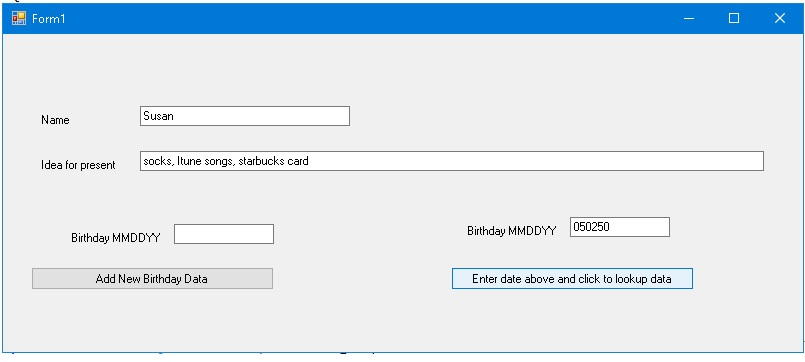 Form1
Name Susan
Idea for present socks, Itune songs, starbucks card
Birthday MMDDYY
Birthday MMDDYY 050250
Add New Birthday Data
Enter date above and click to lookup data